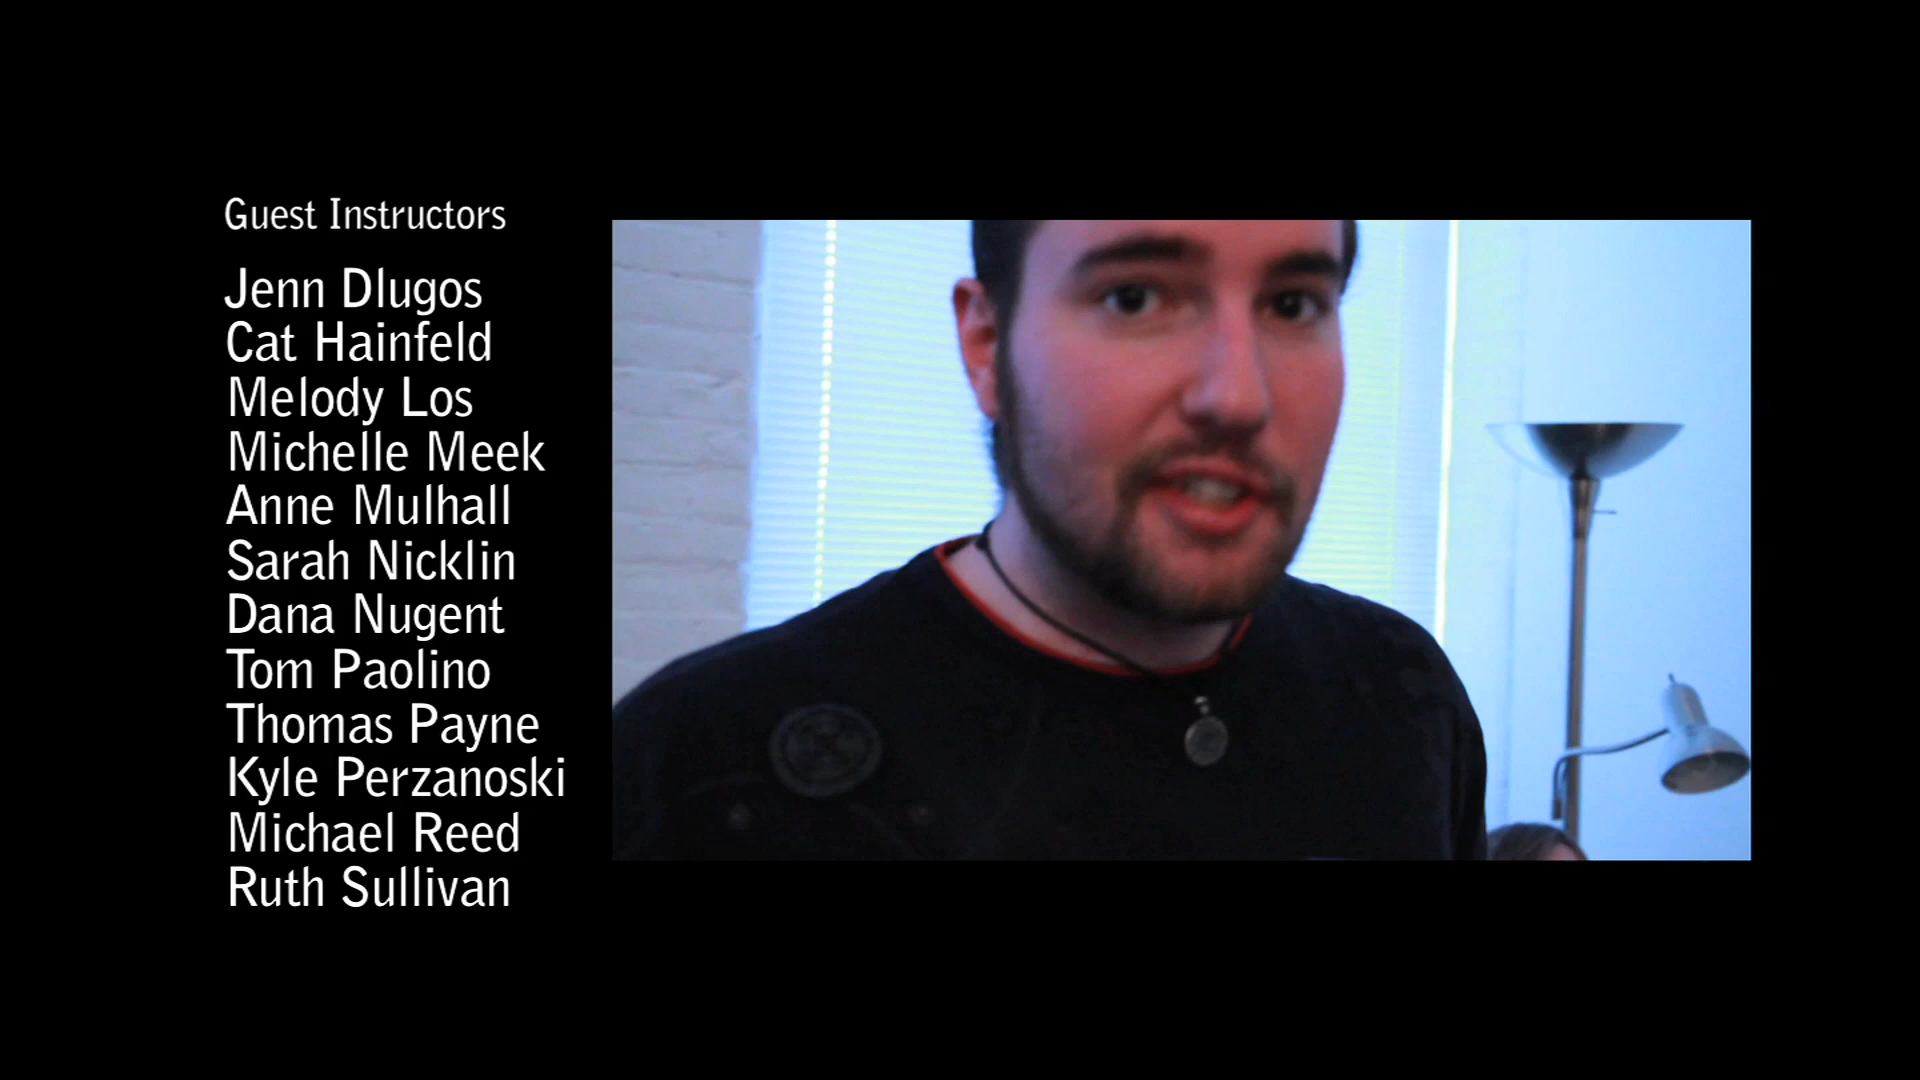 Guest Instructors
Jenn Dlugos
Cat Hainfeld
Melody Los
Michelle Meek
Anne Mulhall
Sarah Nicklin
Dana Nugent
Tom Paolino
Thomas Payne
Kyle Perzanoski
Michael Reed
Ruth Sullivan